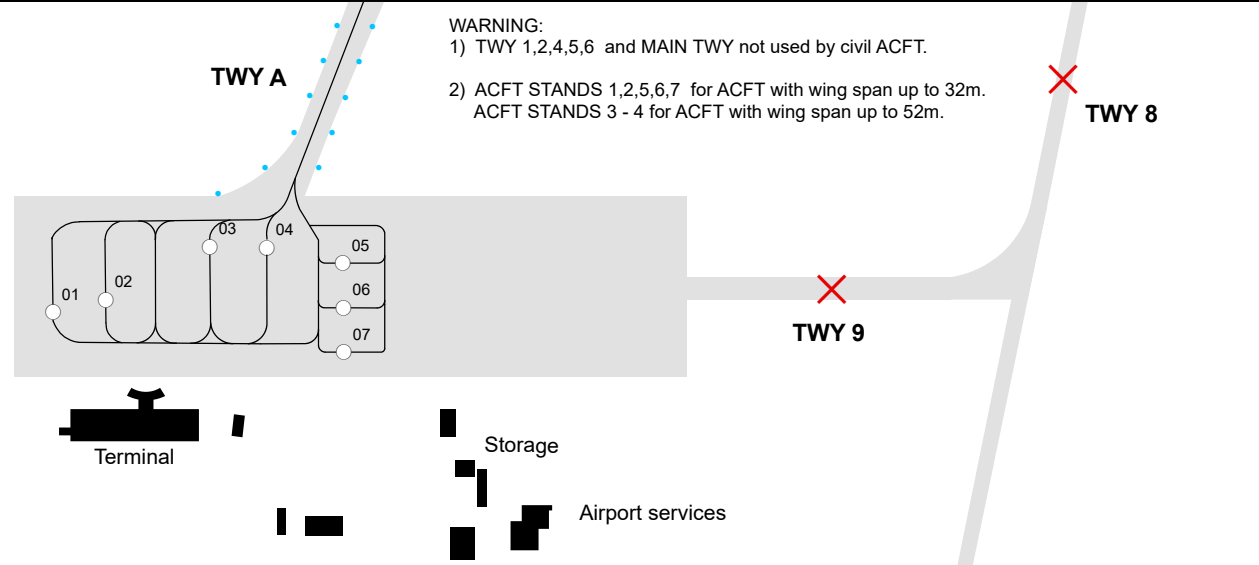 WARNING:
1) TWY 1,2,4,5,6 and MAIN TWY not used by civil ACFT.
TWY A
2) ACFT STANDS 1,2,5,6,7 for ACFT with wing span up to 32m.
ACFT STANDS 3 - 4 for ACFT with wing span up to 52m.
TWY 8
03
04
05
02
01
06
07
TWY 9
Terminal
Storage
Airport services